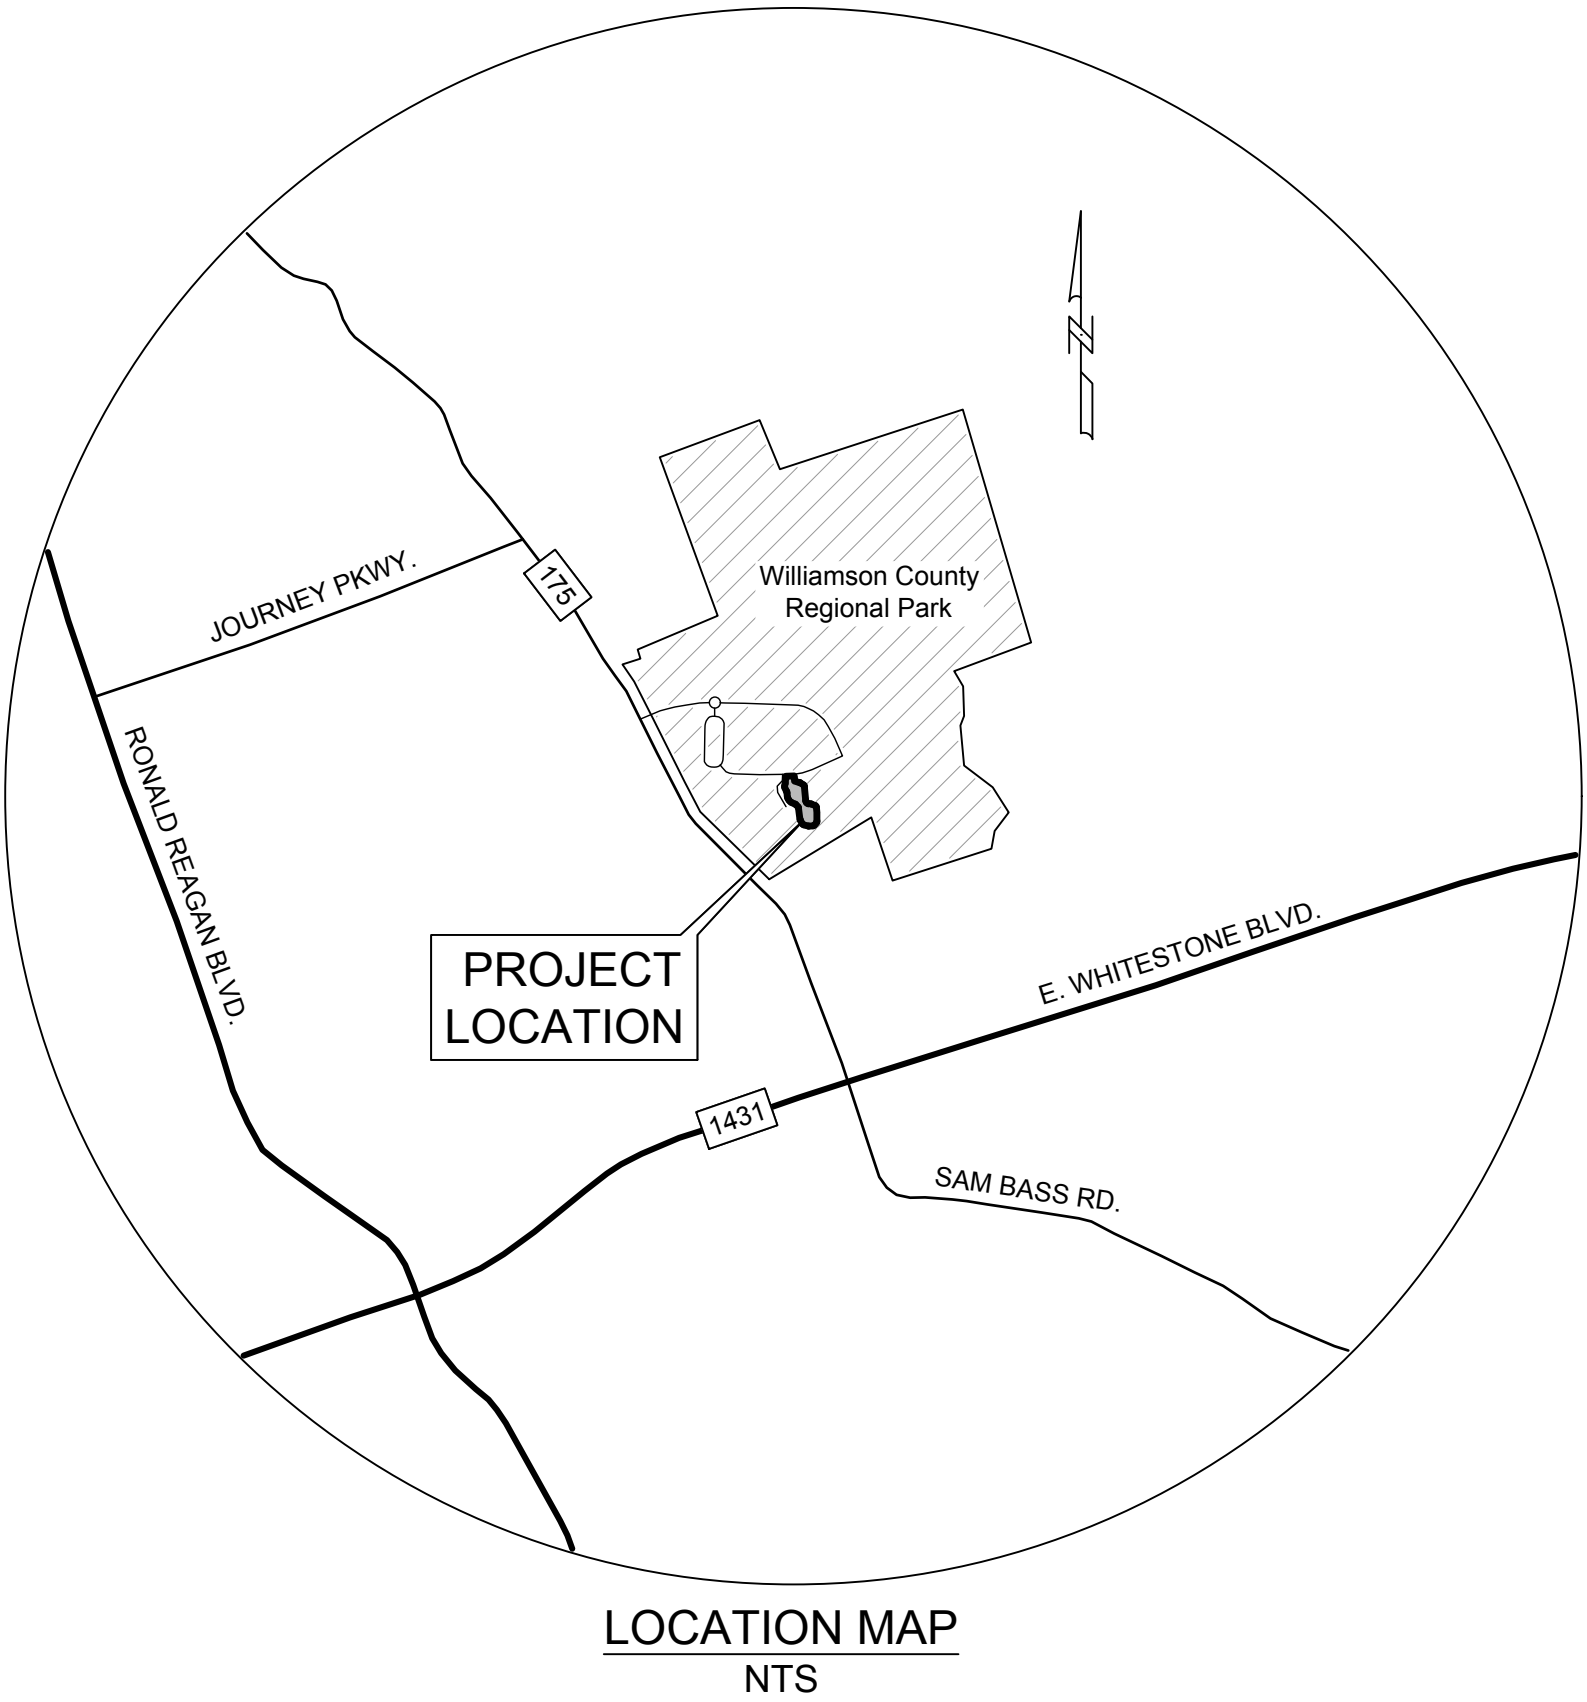 N
Williamson County
Regional Park
JOURNEY PKWY.
175
RONALD REAGAN BLVD.
PROJECT
LOCATION
E. WHITESTONE BLVD.
1431
SAM BASS RD.
LOCATION MAP
NTS